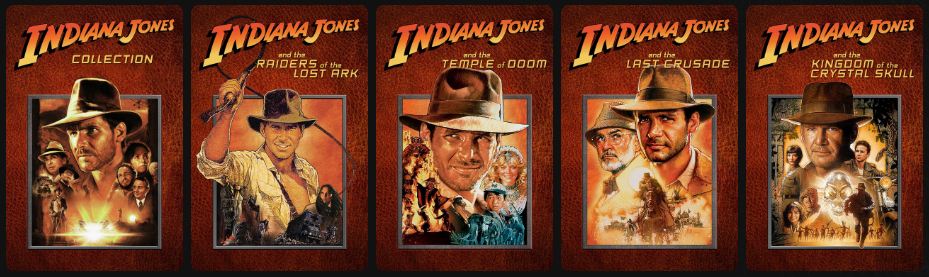 INDIANA JONES
COLLECTION
INDIANA JONES
and the
RAIDERS of the
LOST ARK
INDIANA JONES
and the
TEMPLE of DOOM
INDIANA JONES
and the
LAST CRUSADE
INDIANA JONES
and the
KINGDOM of the
CRYSTAL SKULL